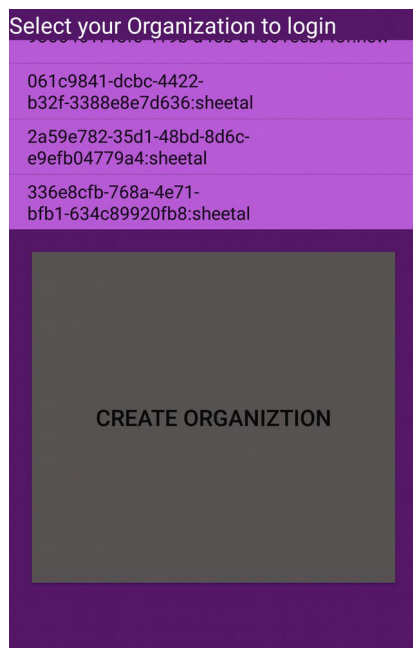 Select your Organization to login
061c9841-dcbc-4422-
b32f-3388e8e7d636:sheetal
2a59e782-35d1-48bd-8d6c-
e9efb04779a4:sheetal
336e8cfb-768a-4e71-
bfb1-634c89920fb8:sheetal
CREATE ORGANIZTION